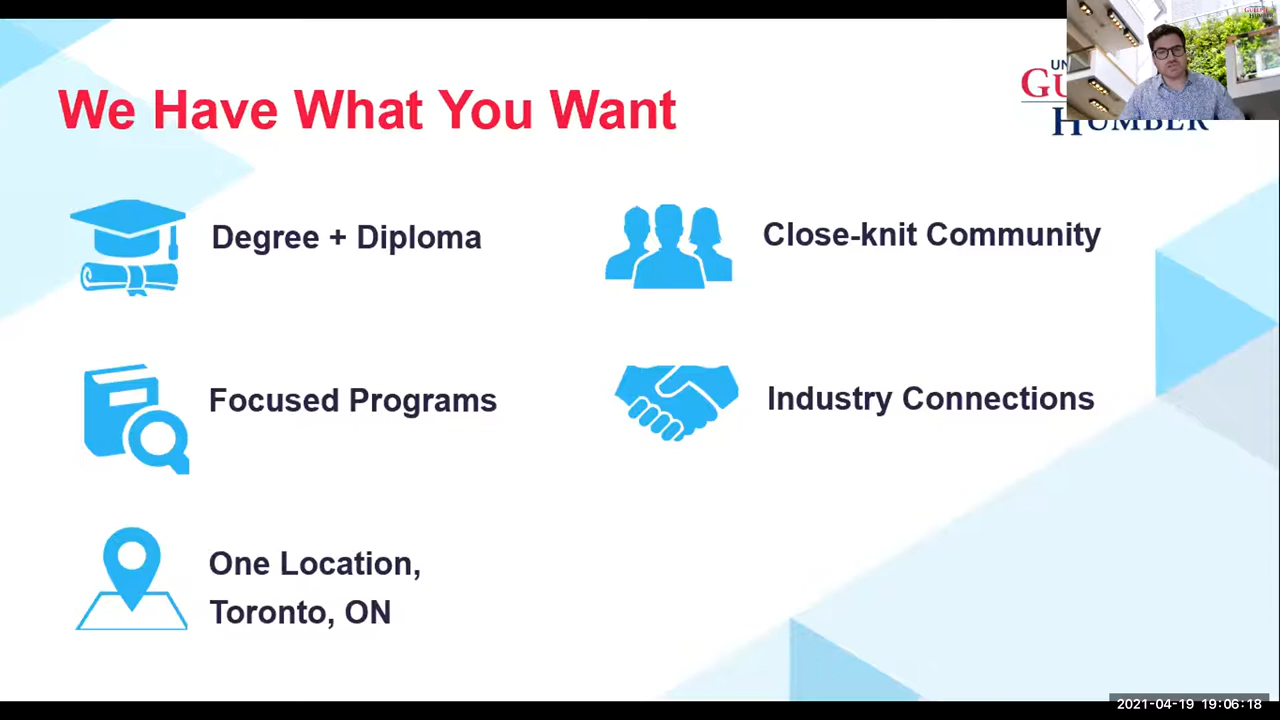 We Have What You Want
Degree + Diploma
Close-knit Community
Focused Programs
Industry Connections
One Location,
Toronto, ON
HUMBER
2021-04-19 19:06:18